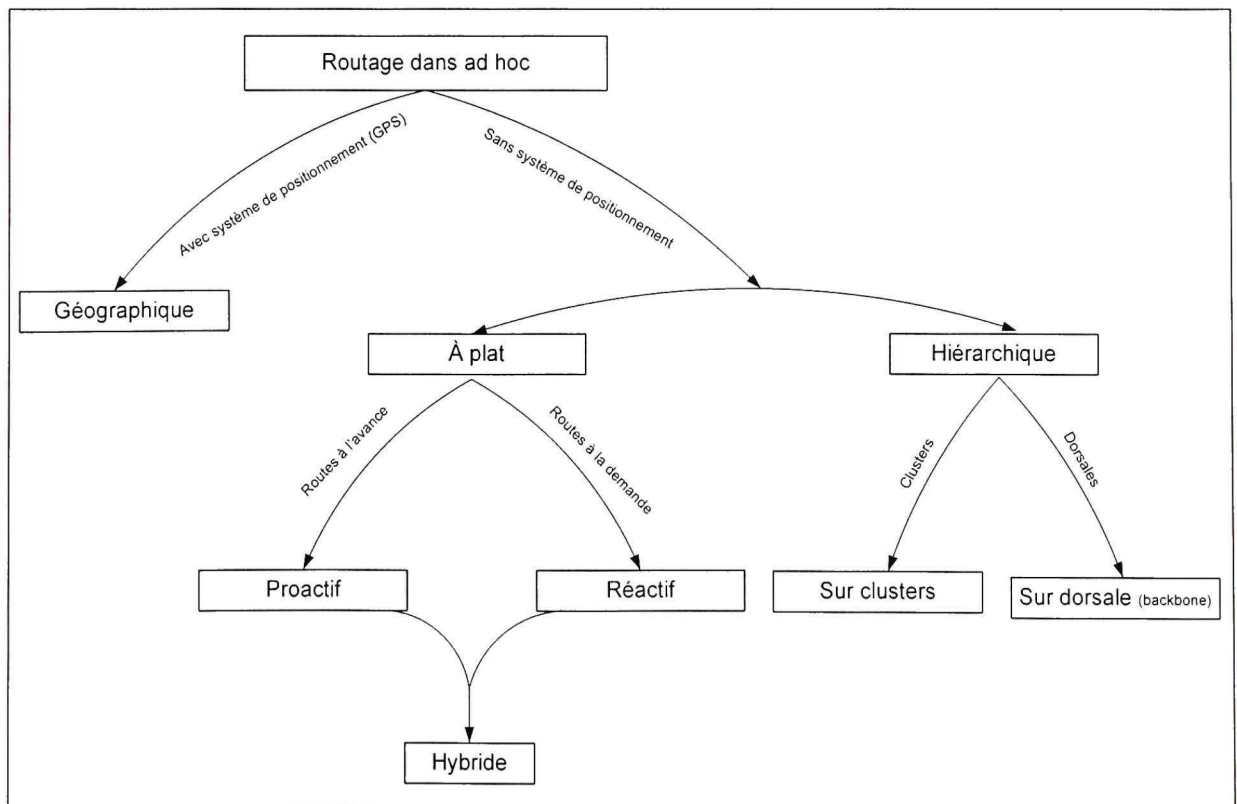 Routage dans ad hoc
Avec système de positionnement (GPS)
Sans système de positionnement
Géographique
À plat
Hiérarchique
Routes à l'avance
Routes à la demande
Clusters
Dorsales
Proactif
Réactif
Sur clusters
Sur dorsale (backbone)
Hybride